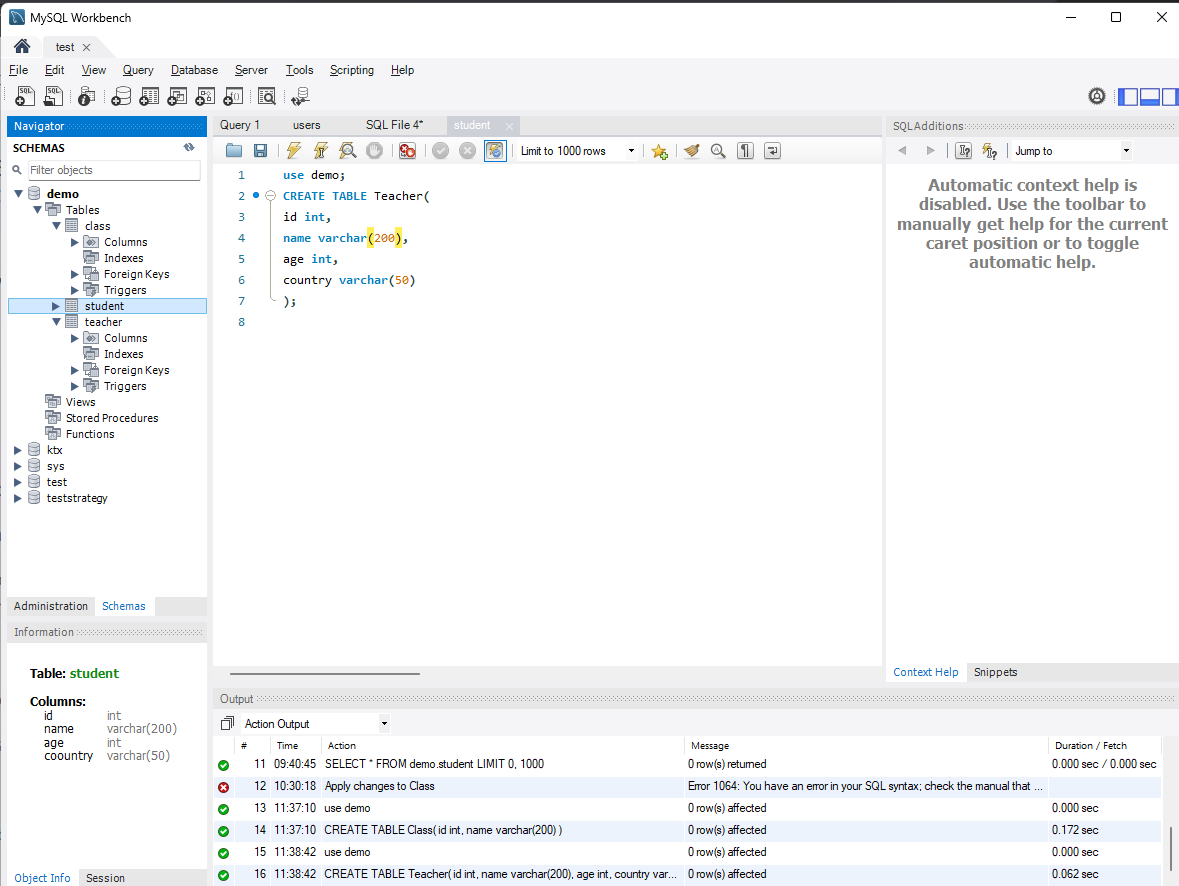 MySQL Workbench
test
File Edit View Query Database Server Tools Scripting Help
Navigator
SCHEMAS
Filter objects
demo
Tables
class
Columns
Indexes
Foreign Keys
Triggers
student
teacher
Columns
Indexes
Foreign Keys
Triggers
Views
Stored Procedures
Functions
ktx
sys
test
teststrategy
Administration Schemas
Information
Table: student
Columns:
id int
name varchar(200)
age int
coountry varchar(50)
Object Info Session
Query 1 users SQL File 4* student
Limit to 1000 rows
1 use demo;
2 CREATE TABLE Teacher(
3 id int,
4 name varchar(200),
5 age int,
6 country varchar(50)
7 );
8
SQLAdditions
Jump to
Automatic context help is
disabled. Use the toolbar to
manually get help for the current
caret position or to toggle
automatic help.
Context Help Snippets
Output
Action Output
# Time Action Message Duration / Fetch
11 09:40:45 SELECT * FROM demo.student LIMIT 0, 1000 0 row(s) returned 0.000 sec / 0.000 sec
12 10:30:18 Apply changes to Class Error 1064: You have an error in your SQL syntax; check the manual that ...
13 11:37:10 use demo 0 row(s) affected 0.000 sec
14 11:37:10 CREATE TABLE Class( id int, name varchar(200) ) 0 row(s) affected 0.172 sec
15 11:38:42 use demo 0 row(s) affected 0.000 sec
16 11:38:42 CREATE TABLE Teacher( id int, name varchar(200), age int, country var... 0 row(s) affected 0.062 sec